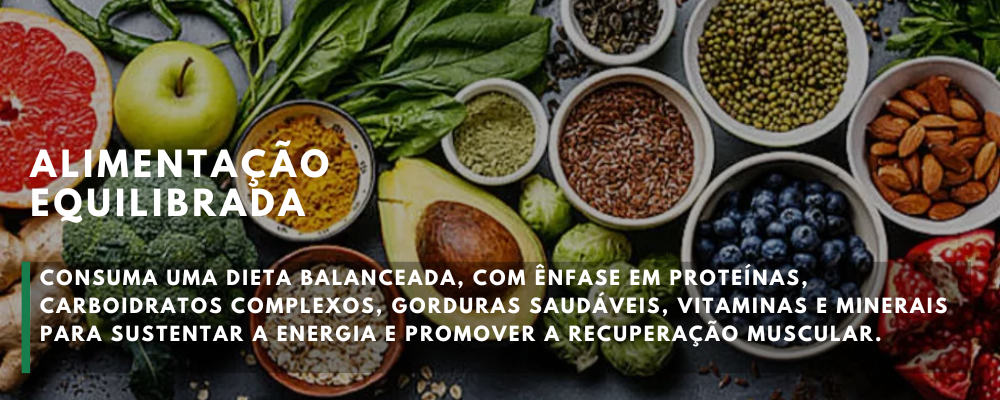 ALIMENTAÇÃO
EQUILIBRADA
CONSUMA UMA DIETA BALANCEADA, COM ÊNFASE EM PROTEÍNAS,
CARBOIDRATOS COMPLEXOS, GORDURAS SAUDÁVEIS, VITAMINAS E MINERAIS
PARA SUSTENTAR A ENERGIA E PROMOVER A RECUPERAÇÃO MUSCULAR.